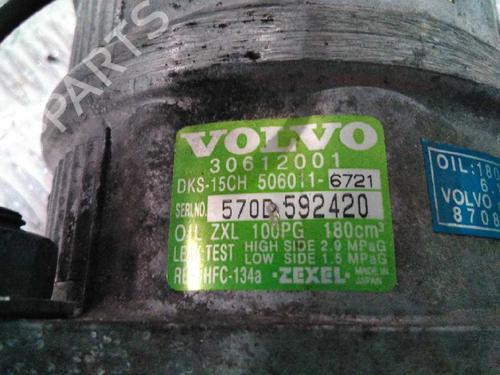 PARTS
VOLVO
30612001
DKS-15CH 506011-6721
SERI.NO. 570D 592420
OIL ZXL 100PG 180cm³
LEAK TEST HIGH SIDE 2.9 MPaG
LOW SIDE 1.5 MPaG
HFC-134a ZEXEL MADE IN JAPAN
OIL:180
VOLVO
8708